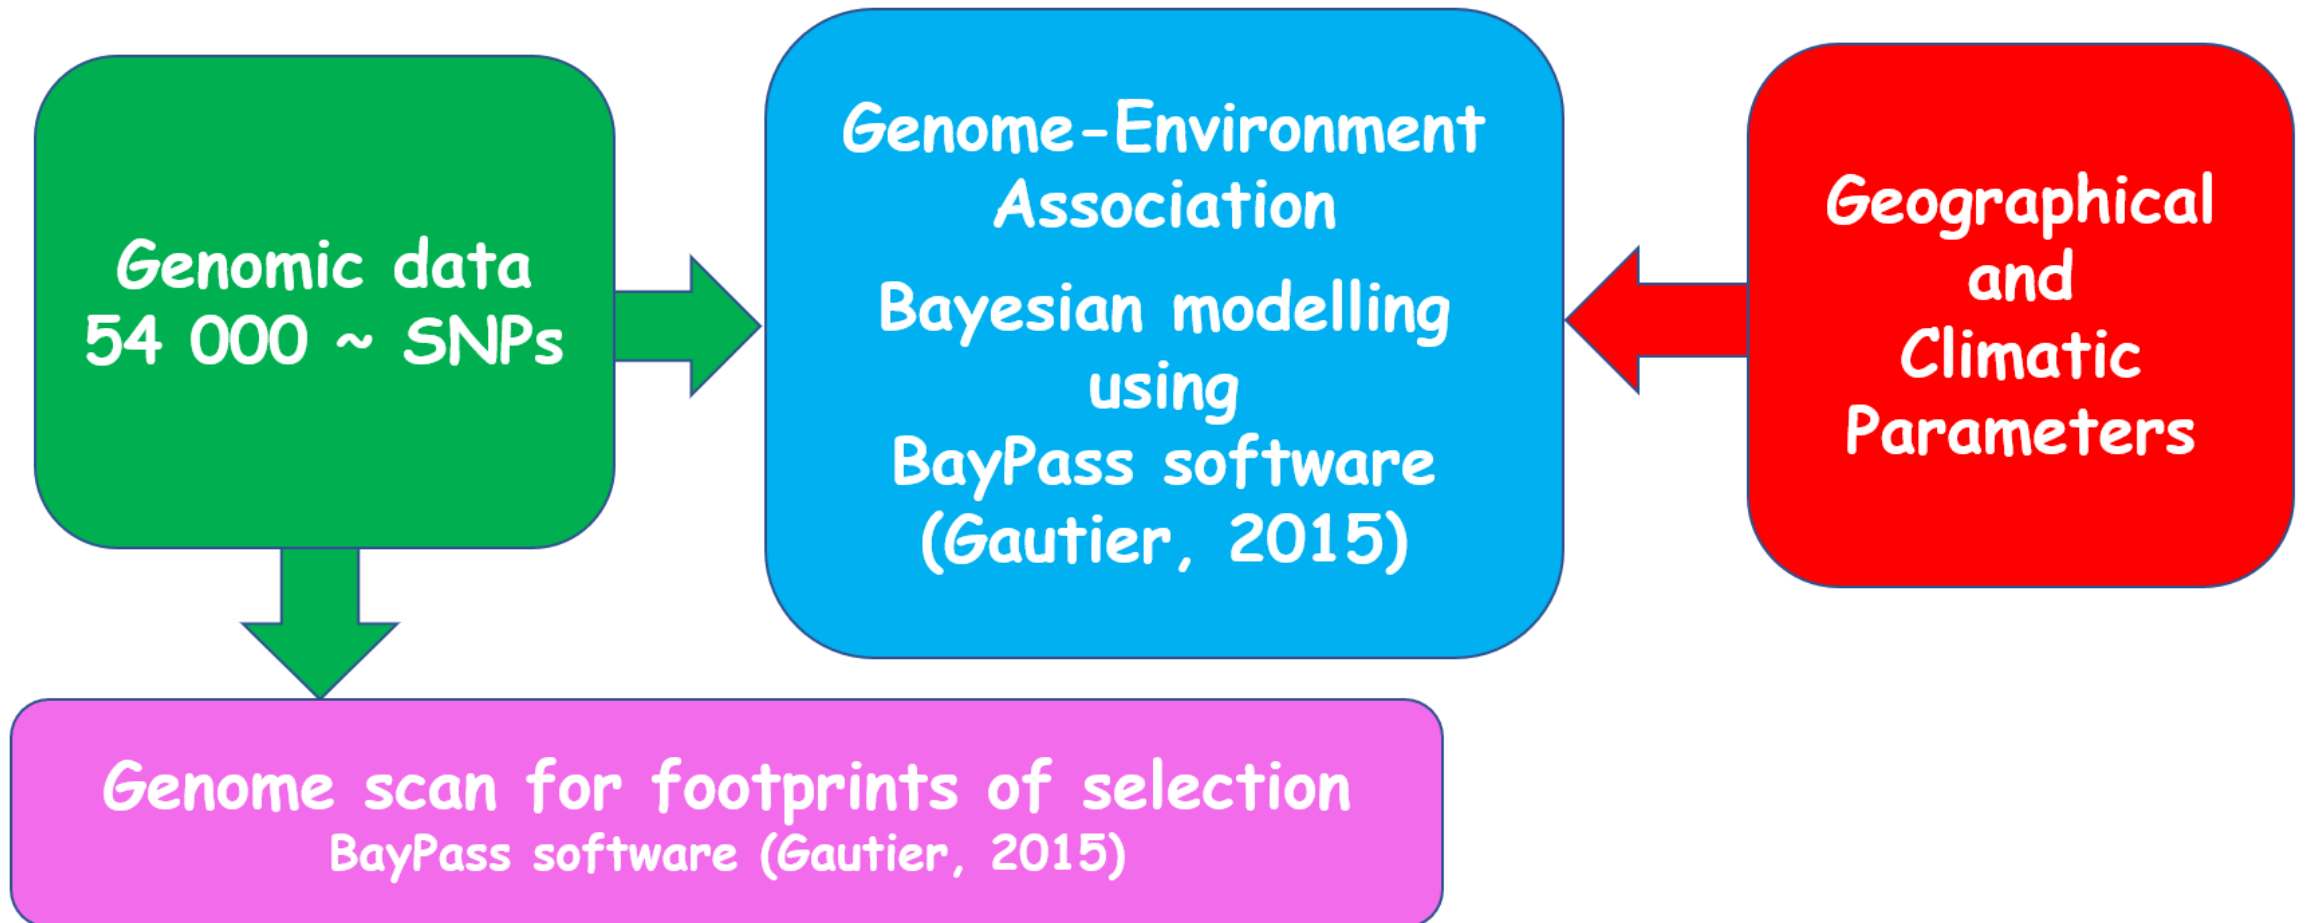 Genomic data
54 000 ~ SNPs
Genome-Environment
Association
Bayesian modelling
using
BayPass software
(Gautier, 2015)
Geographical
and
Climatic
Parameters
Genome scan for footprints of selection
BayPass software (Gautier, 2015)